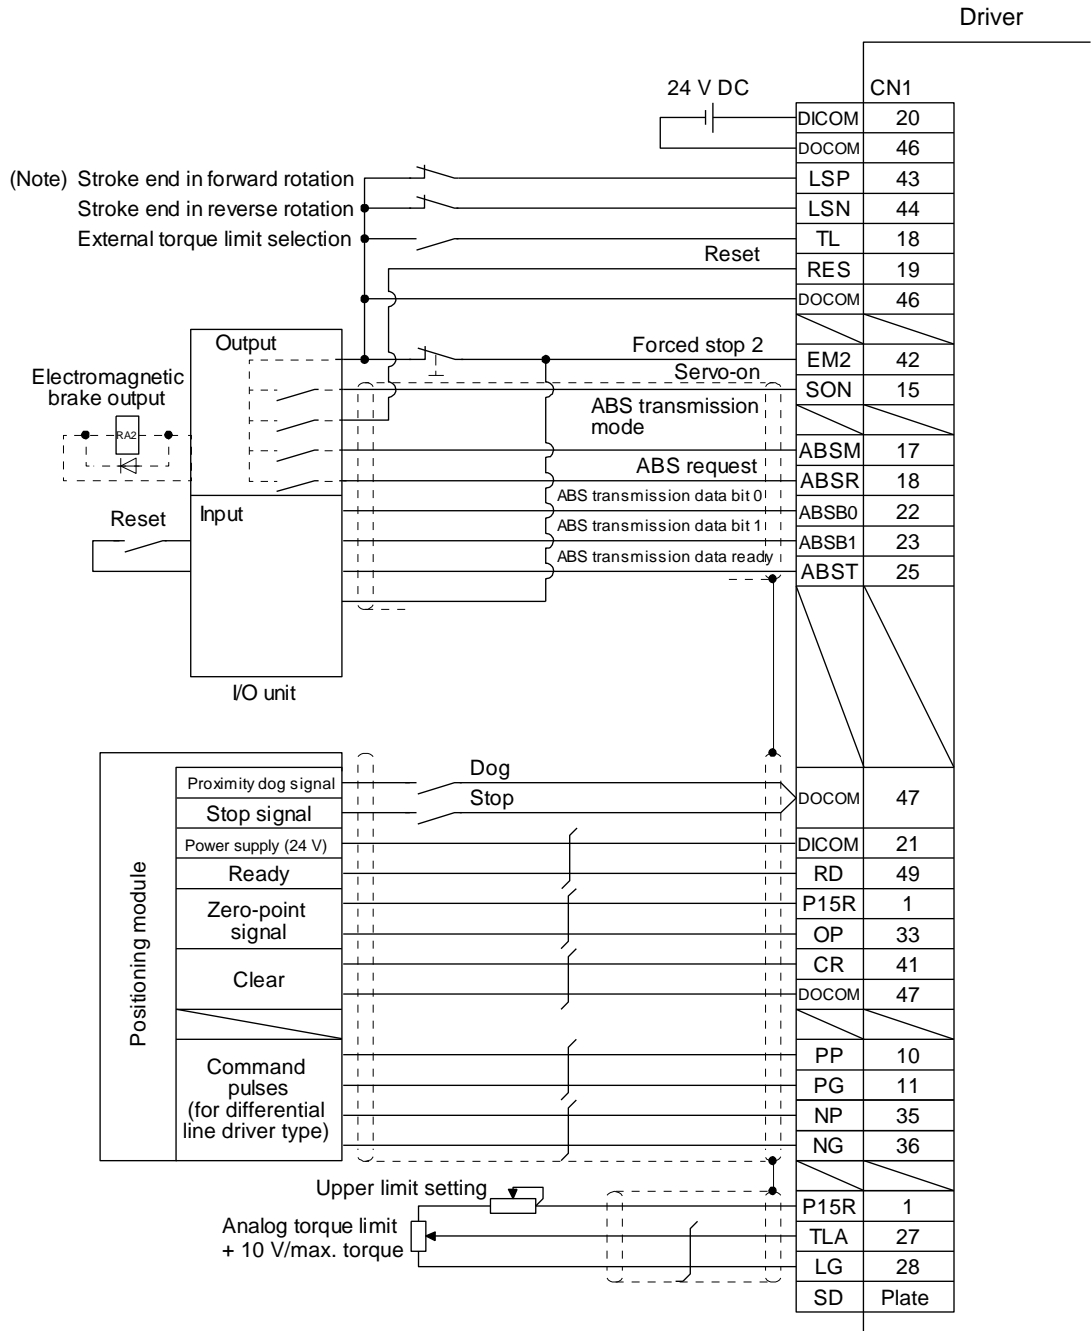 Driver
24 V DC
CN1
DICOM 20
DOCOM 46
(Note) Stroke end in forward rotation
LSP 43
Stroke end in reverse rotation
LSN 44
External torque limit selection
TL 18
Reset
RES 19
DOCOM 46
Output
Forced stop 2
EM2 42
Electromagnetic
brake output
Servo-on
SON 15
RA2
ABS transmission
mode
ABSM 17
ABS request
ABSR 18
ABS transmission data bit 0
Input
ABSB0 22
Reset
ABS transmission data bit 1
ABSB1 23
ABS transmission data ready
ABST 25
I/O unit
Positioning module
Proximity dog signal
Dog
Stop signal
Stop
DOCOM 47
Power supply (24 V)
DICOM 21
Ready
RD 49
Zero-point
signal
P15R 1
OP 33
Clear
CR 41
DOCOM 47
Command
pulses
(for differential
line driver type)
PP 10
PG 11
NP 35
NG 36
Upper limit setting
P15R 1
Analog torque limit
+ 10 V/max. torque
TLA 27
LG 28
SD Plate